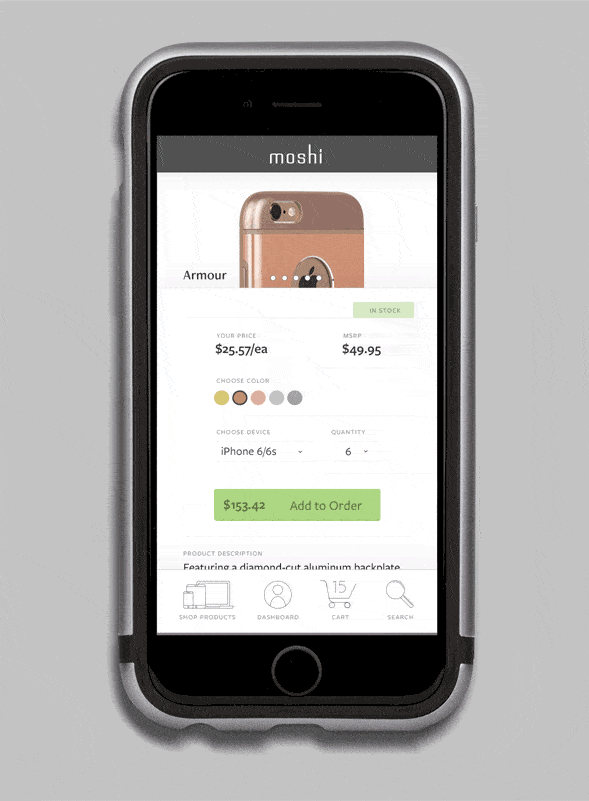 moshi
Armour
IN STOCK
YOUR PRICE MSRP
$25.57/ea $49.95
CHOOSE COLOR
CHOOSE DEVICE QUANTITY
iPhone 6/6s 6
$153.42 Add to Order
PRODUCT DESCRIPTION
Featuring a diamond-cut aluminum backplate
15
SHOP PRODUCTS DASHBOARD CART SEARCH